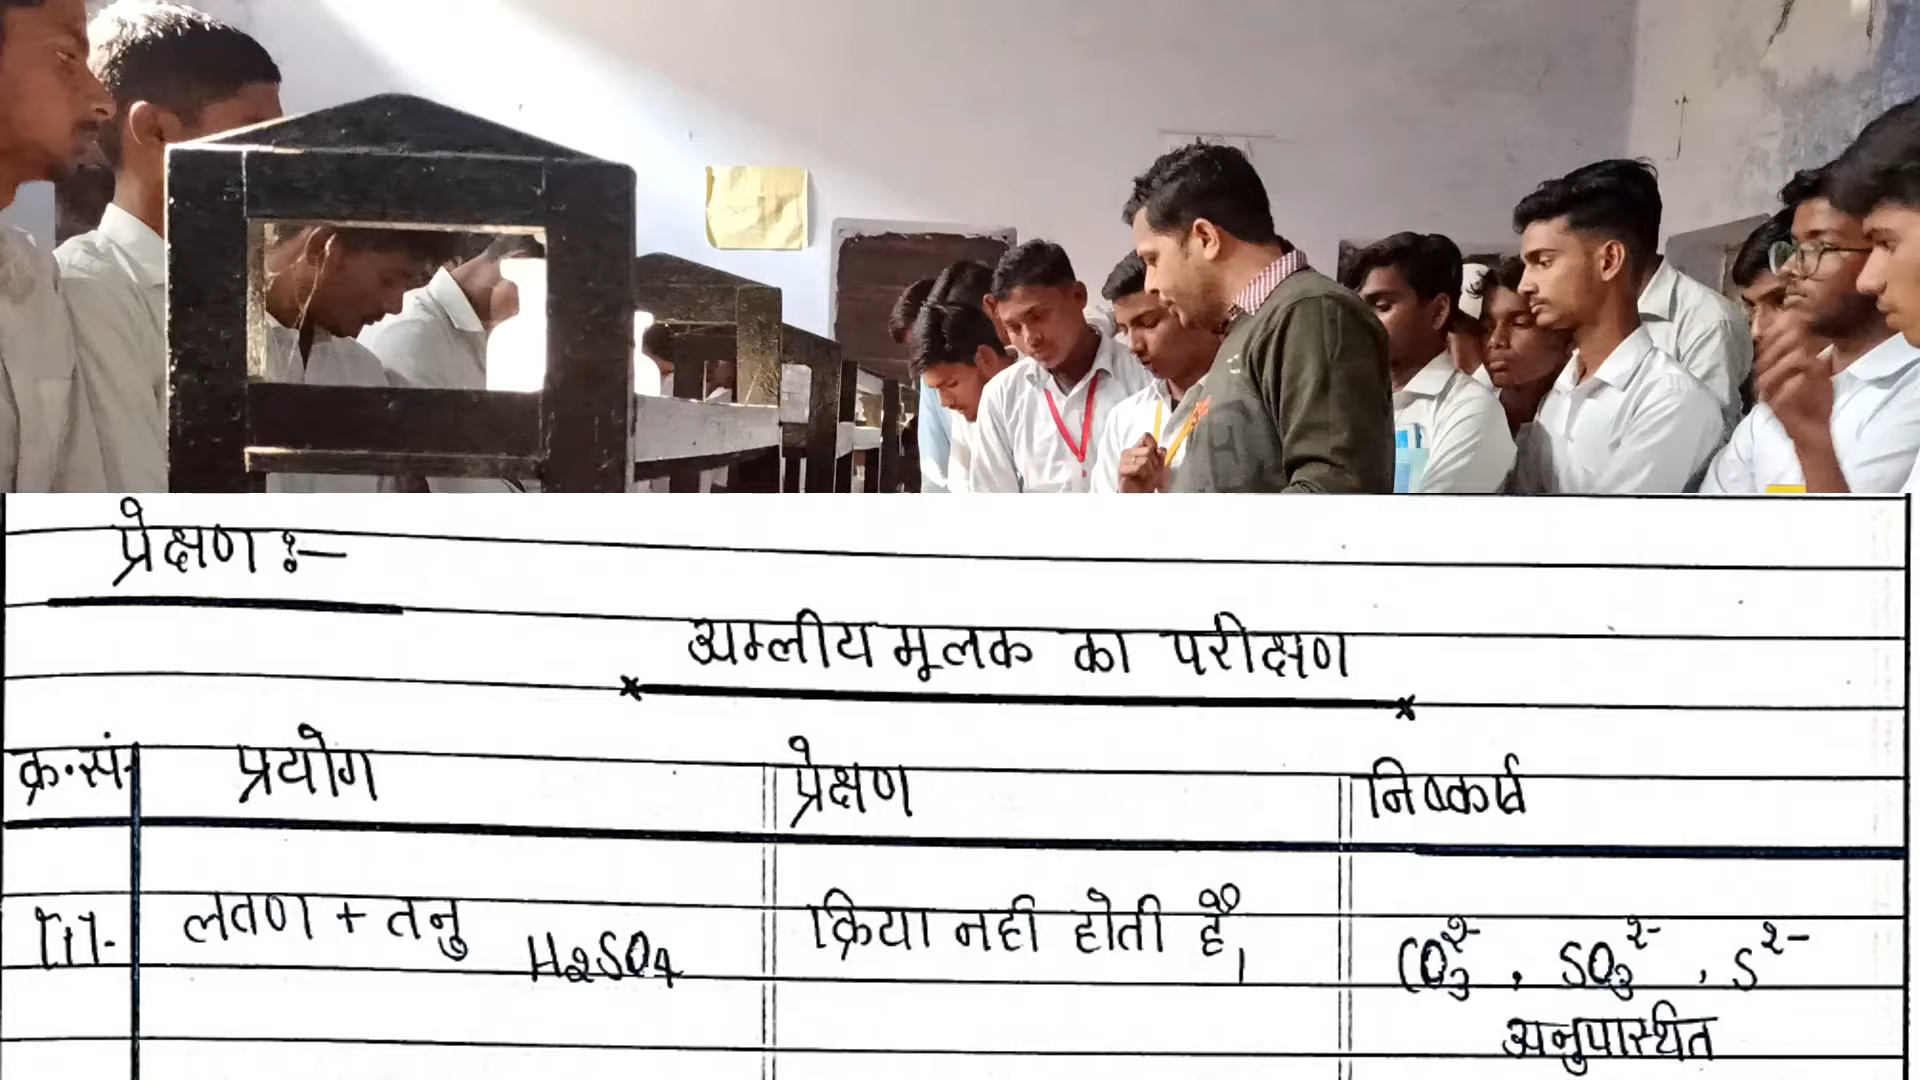 प्रेक्षण :-
अम्लीय मूलक का परीक्षण
क्र.सं. प्रयोग प्रेक्षण निष्कर्ष
[1]. लवण + तनु H₂SO₄ क्रिया नही होती है, CO₃²⁻, SO₃²⁻, S²⁻
अनुपस्थित